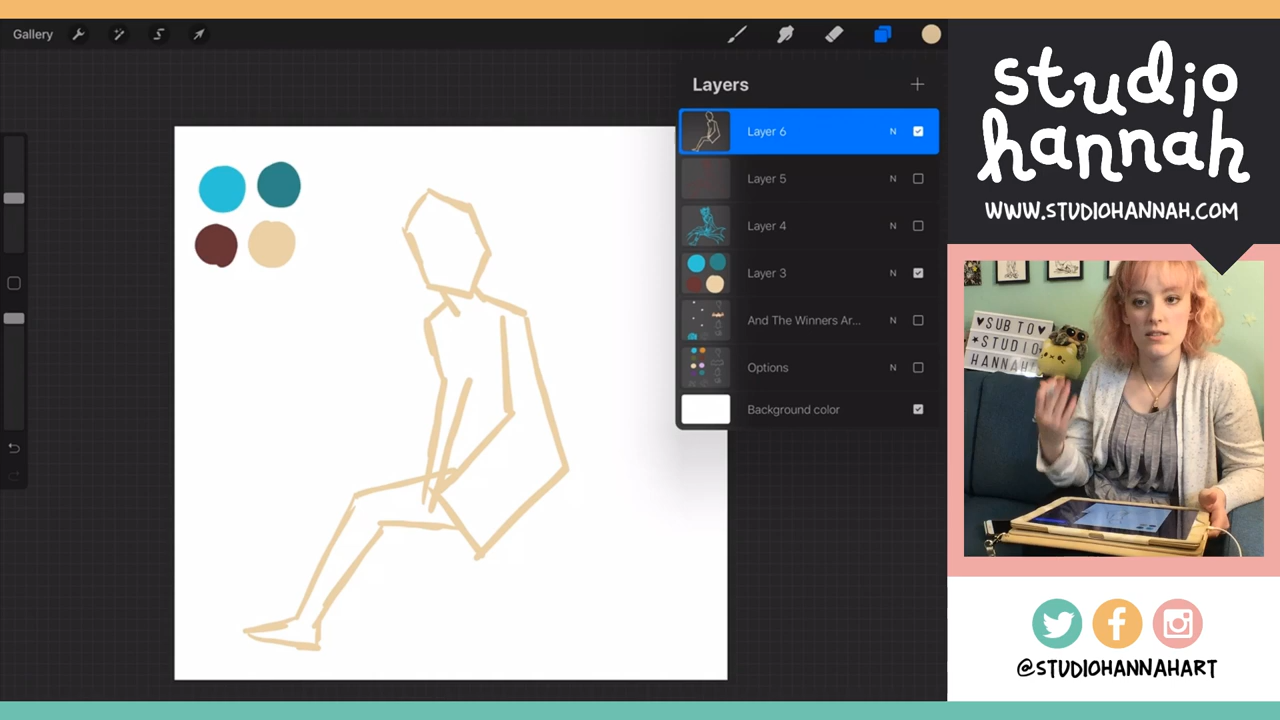 Gallery
Layers
Layer 6 N
Layer 5 N
Layer 4 N
Layer 3 N
And The Winners Ar... N
Options N
Background color
studio
hannah
WWW.STUDIOHANNAH.COM
♥SUB TO♥
★STUDIO
HANNAH
@STUDIOHANNAHART